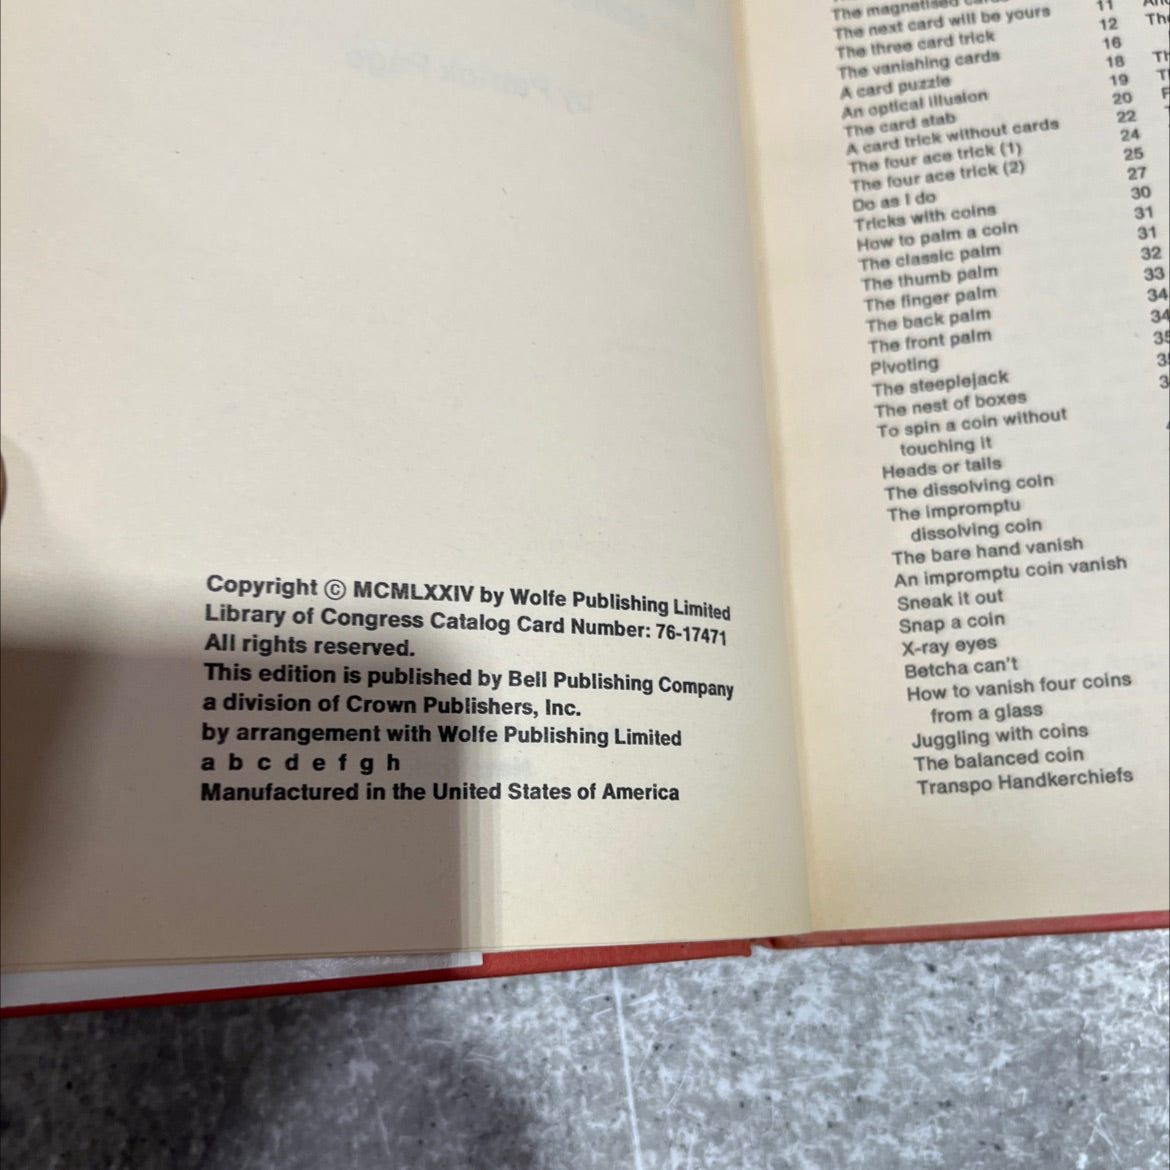 by Patrick Page
Copyright © MCMLXXIV by Wolfe Publishing Limited
Library of Congress Catalog Card Number: 76-17471
All rights reserved.
This edition is published by Bell Publishing Company
a division of Crown Publishers, Inc.
by arrangement with Wolfe Publishing Limited
a b c d e f g h
Manufactured in the United States of America
The magnetised 11
The next card will be yours 12
The three card trick 16
The vanishing cards 18
A card puzzle 19
An optical illusion 20
The card stab 22
A card trick without cards 24
The four ace trick (1) 25
The four ace trick (2) 27
Do as I do 30
Tricks with coins 31
How to palm a coin 31
The classic palm 32
The thumb palm 33
The finger palm 34
The back palm 34
The front palm
Pivoting
The steeplejack
The nest of boxes
To spin a coin without
touching it
Heads or tails
The dissolving coin
The impromptu
dissolving coin
The bare hand vanish
An impromptu coin vanish
Sneak it out
Snap a coin
X-ray eyes
Betcha can't
How to vanish four coins
from a glass
Juggling with coins
The balanced coin
Transpo Handkerchiefs